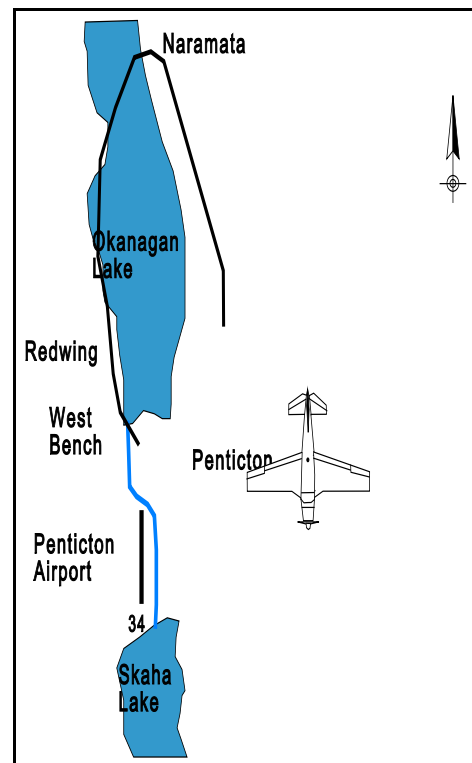 Naramata
Okanagan
Lake
Redwing
West
Bench
Penticton
Penticton
Airport
34
Skaha
Lake